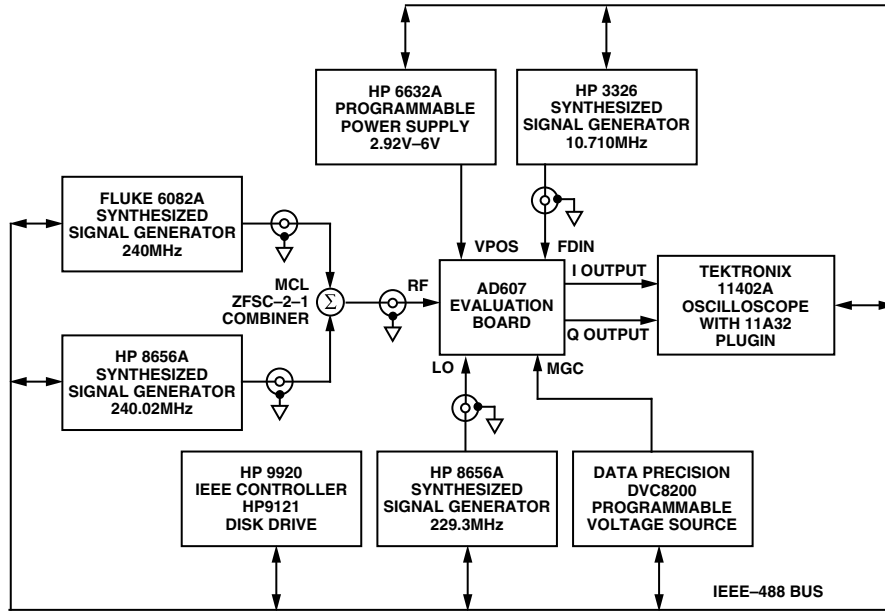 HP 6632A
PROGRAMMABLE
POWER SUPPLY
2.92V–6V
HP 3326
SYNTHESIZED
SIGNAL GENERATOR
10.710MHz
FLUKE 6082A
SYNTHESIZED
SIGNAL GENERATOR
240MHz
MCL
ZFSC–2–1
COMBINER
Σ
RF
VPOS
FDIN
AD607
EVALUATION
BOARD
I OUTPUT
Q OUTPUT
TEKTRONIX
11402A
OSCILLOSCOPE
WITH 11A32
PLUGIN
HP 8656A
SYNTHESIZED
SIGNAL GENERATOR
240.02MHz
LO
MGC
HP 9920
IEEE CONTROLLER
HP9121
DISK DRIVE
HP 8656A
SYNTHESIZED
SIGNAL GENERATOR
229.3MHz
DATA PRECISION
DVC8200
PROGRAMMABLE
VOLTAGE SOURCE
IEEE–488 BUS